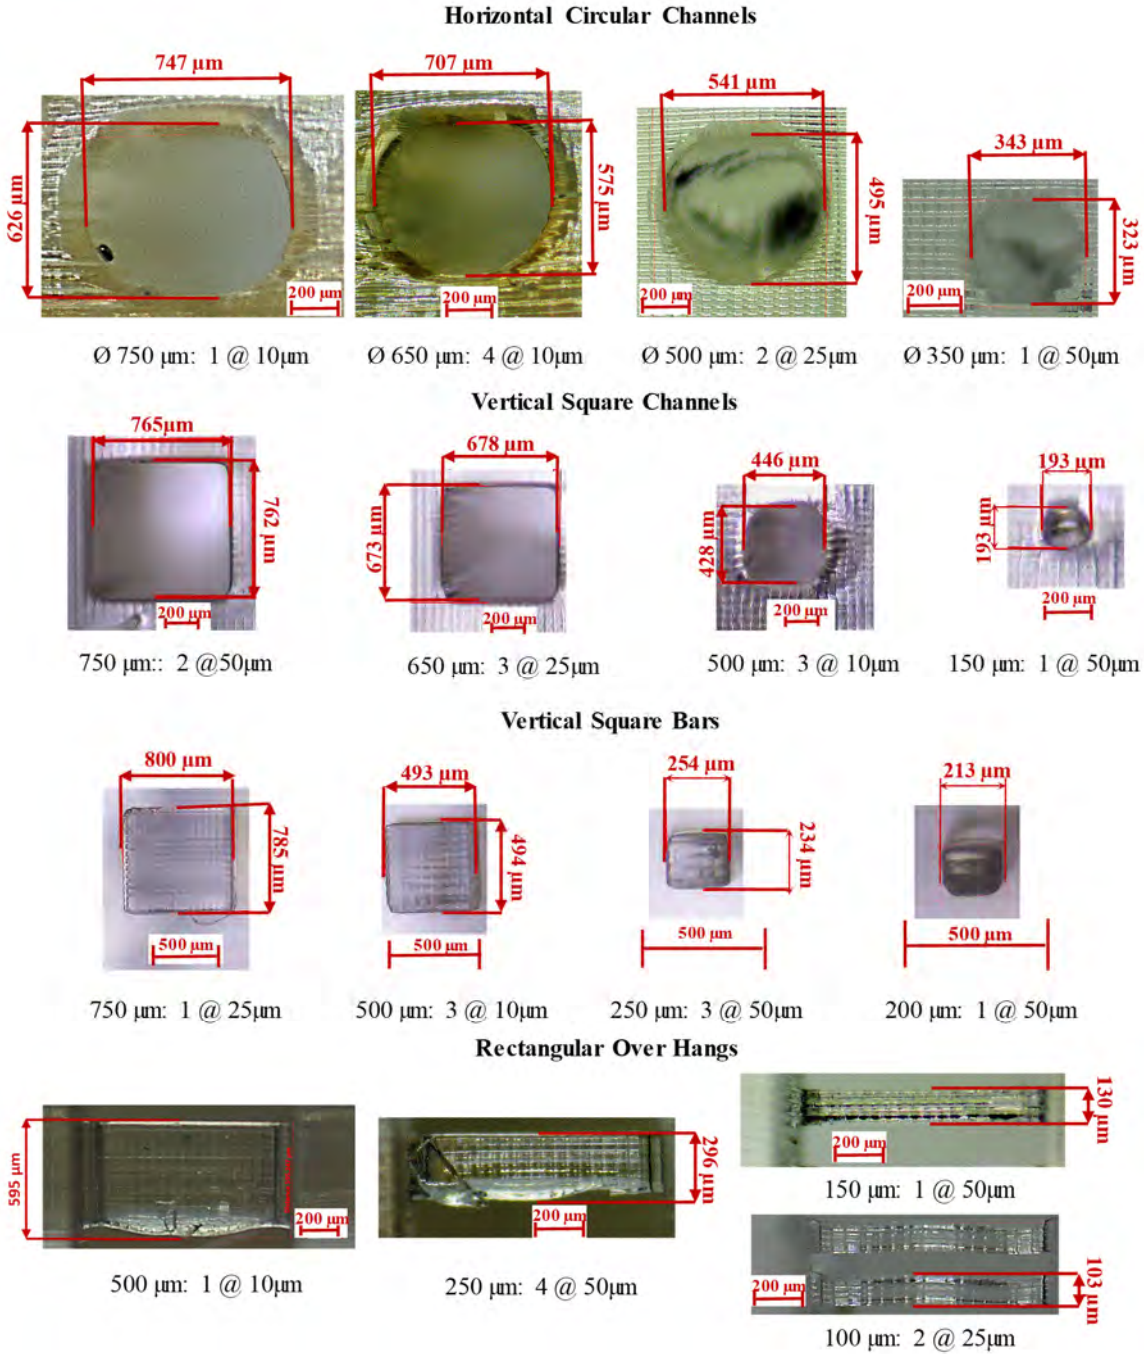 Horizontal Circular Channels
747 µm
707 µm
541 µm
343 µm
626 µm
575 µm
495 µm
323 µm
200 µm
200 µm
200 µm
200 µm
Ø 750 µm: 1 @ 10µm
Ø 650 µm: 4 @ 10µm
Ø 500 µm: 2 @ 25µm
Ø 350 µm: 1 @ 50µm
Vertical Square Channels
765µm
678 µm
446 µm
193 µm
762 µm
673 µm
428 µm
193 µm
200 µm
200 µm
200 µm
200 µm
750 µm:: 2 @50µm
650 µm: 3 @ 25µm
500 µm: 3 @ 10µm
150 µm: 1 @ 50µm
Vertical Square Bars
800 µm
493 µm
254 µm
213 µm
785 µm
494 µm
234 µm
500 µm
500 µm
500 µm
500 µm
750 µm: 1 @ 25µm
500 µm: 3 @ 10µm
250 µm: 3 @ 50µm
200 µm: 1 @ 50µm
Rectangular Over Hangs
595 µm
200 µm
296 µm
200 µm
130 µm
200 µm
150 µm: 1 @ 50µm
103 µm
200 µm
500 µm: 1 @ 10µm
250 µm: 4 @ 50µm
100 µm: 2 @ 25µm